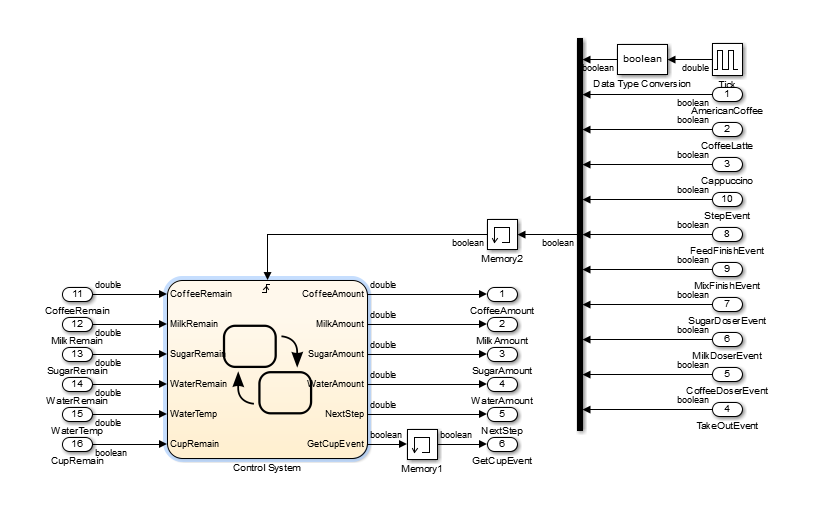 boolean
boolean
double
Data Type Conversion
Tick
1
boolean
AmericanCoffee
2
boolean
CoffeeLatte
3
boolean
Cappuccino
10
boolean
StepEvent
8
boolean
FeedFinishEvent
9
boolean
MixFinishEvent
7
boolean
SugarDoserEvent
6
boolean
MilkDoserEvent
5
boolean
CoffeeDoserEvent
4
boolean
TakeOutEvent
boolean
Memory2
boolean
11
double
CoffeeRemain
12
double
MilkRemain
13
double
SugarRemain
14
double
WaterRemain
15
double
WaterTemp
16
boolean
CupRemain
CoffeeRemain
MilkRemain
SugarRemain
WaterRemain
WaterTemp
CupRemain
CoffeeAmount
MilkAmount
SugarAmount
WaterAmount
NextStep
GetCupEvent
Control System
double
1
CoffeeAmount
double
2
MilkAmount
double
3
SugarAmount
double
4
WaterAmount
double
5
NextStep
boolean
Memory1
boolean
6
GetCupEvent